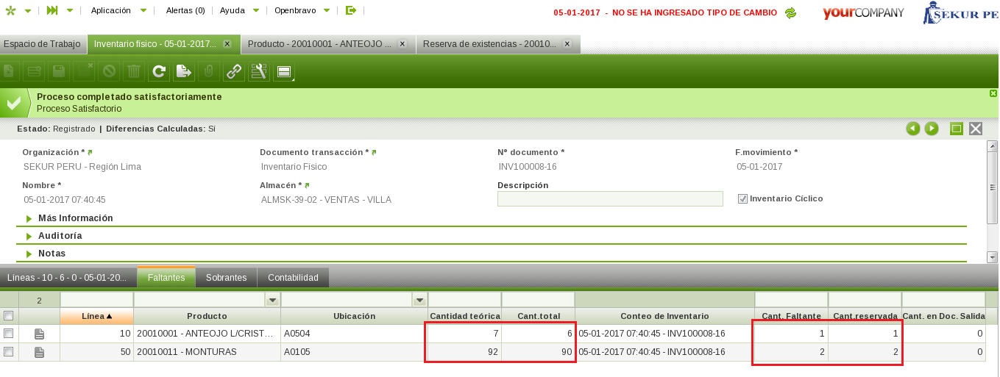 Aplicación Alertas (0) Ayuda Openbravo 05-01-2017 - NO SE HA INGRESADO TIPO DE CAMBIO yourCOMPANY SEKUR PE
Espacio de Trabajo Inventario físico - 05-01-2017... Producto - 20010001 - ANTEOJO ... Reserva de existencias - 20010...
Proceso completado satisfactoriamente
Proceso Satisfactorio
Estado: Registrado | Diferencias Calculadas: Sí
Organización * Documento transacción * Nº documento * F.movimiento *
SEKUR PERU - Región Lima Inventario Físico INV100008-16 05-01-2017
Nombre * Almacén * Descripción
05-01-2017 07:40:45 ALMSK-39-02 - VENTAS - VILLA Inventario Cíclico
Más Información
Auditoría
Notas
Líneas - 10 - 6 - 0 - 05-01-20... Faltantes Sobrantes Contabilidad
2
Línea Producto Ubicación Cantidad teórica Cant.total Conteo de Inventario Cant. Faltante Cant.reservada Cant. en Doc. Salida
10 20010001 - ANTEOJO L/CRIST... A0504 7 6 05-01-2017 07:40:45 - INV100008-16 1 1 0
50 20010011 - MONTURAS A0105 92 90 05-01-2017 07:40:45 - INV100008-16 2 2 0